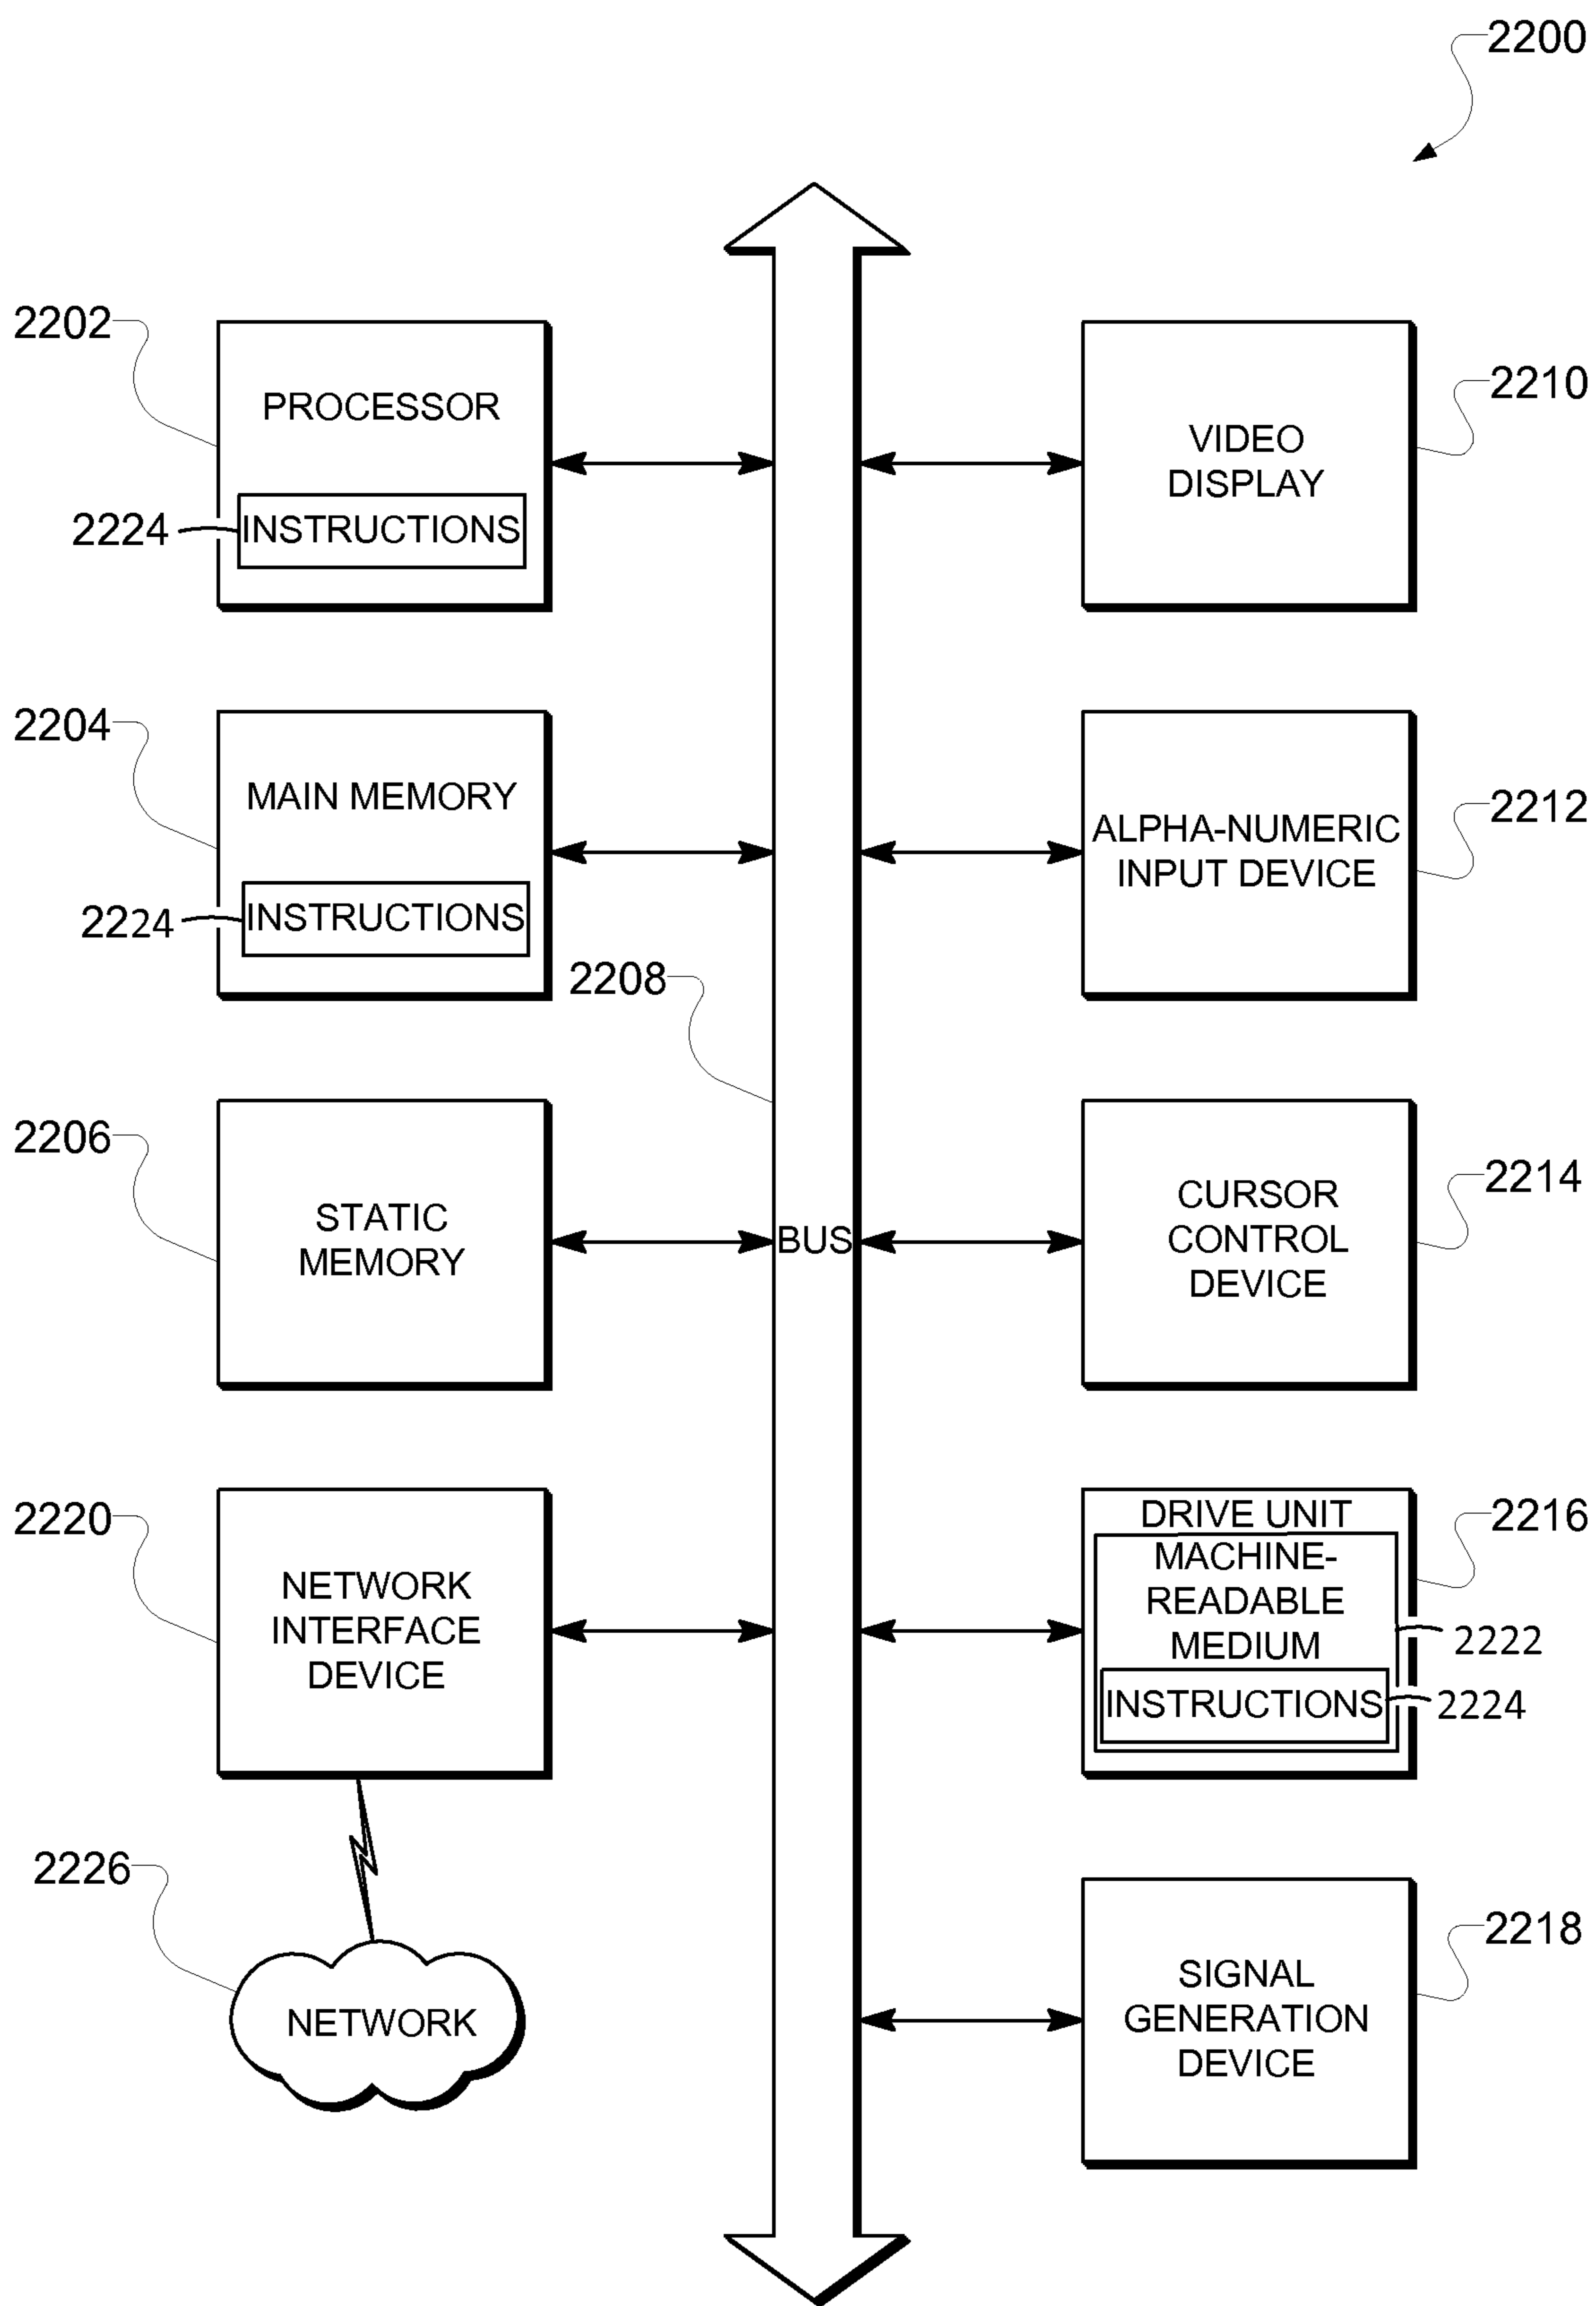 2200
2202
PROCESSOR
2224
INSTRUCTIONS
2204
MAIN MEMORY
2224
INSTRUCTIONS
2206
STATIC
MEMORY
2220
NETWORK
INTERFACE
DEVICE
2226
NETWORK
2208
BUS
VIDEO
DISPLAY
2210
ALPHA-NUMERIC
INPUT DEVICE
2212
CURSOR
CONTROL
DEVICE
2214
DRIVE UNIT
2216
MACHINE-
READABLE
MEDIUM
2222
INSTRUCTIONS
2224
SIGNAL
GENERATION
DEVICE
2218